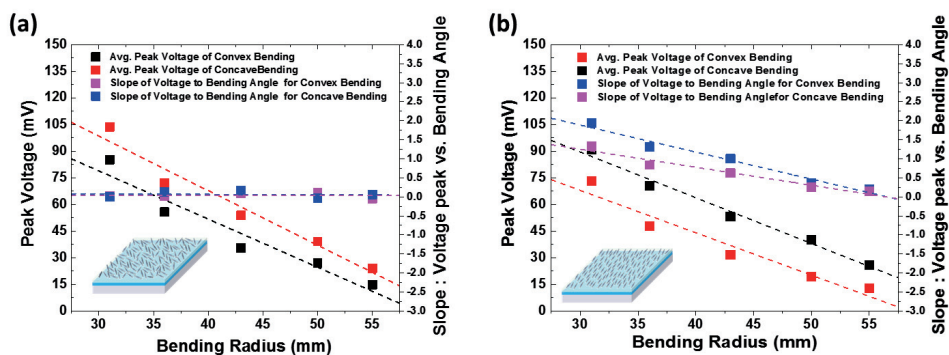 (a)
150
135
120
105
90
75
60
45
30
15
0
Peak Voltage (mV)
Avg. Peak Voltage of Convex Bending
Avg. Peak Voltage of ConcaveBending
Slope of Voltage to Bending Angle for Convex Bending
Slope of Voltage to Bending Angle for Concave Bending
4.0
3.5
3.0
2.5
2.0
1.5
1.0
0.5
0.0
-0.5
-1.0
-1.5
-2.0
-2.5
-3.0
Slope : Voltage peak vs. Bending Angle
30 35 40 45 50 55
Bending Radius (mm)
(b)
150
135
120
105
90
75
60
45
30
15
0
Peak Voltage (mV)
Avg. Peak Voltage of Convex Bending
Avg. Peak Voltage of Concave Bending
Slope of Voltage to Bending Angle for Convex Bending
Slope of Voltage to Bending Anglefor Concave Bending
4.0
3.5
3.0
2.5
2.0
1.5
1.0
0.5
0.0
-0.5
-1.0
-1.5
-2.0
-2.5
-3.0
Slope : Voltage peak vs. Bending Angle
30 35 40 45 50 55
Bending Radius (mm)